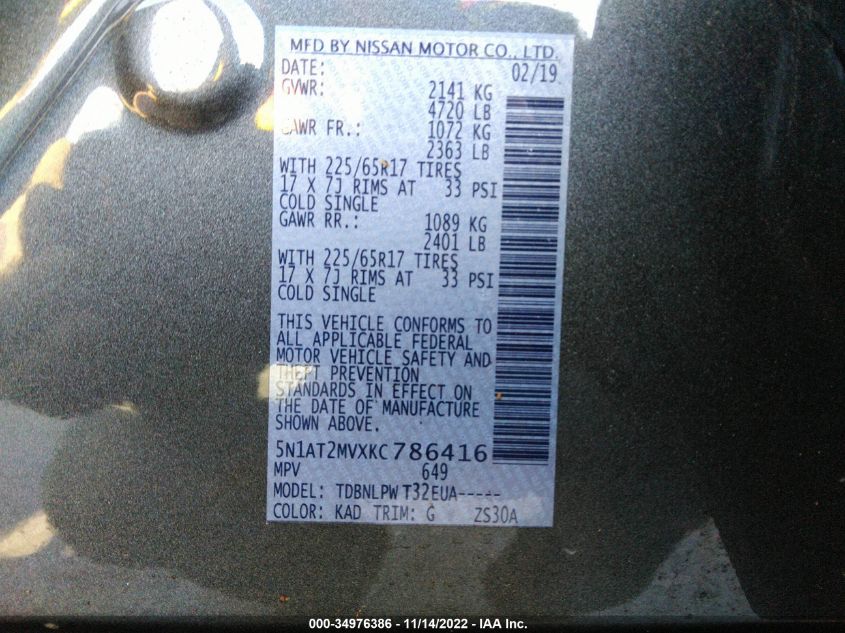 MFD BY NISSAN MOTOR CO., LTD.
DATE: 02/19
GVWR: 2141 KG
4720 LB
GAWR FR.: 1072 KG
2363 LB
WITH 225/65R17 TIRES
17 X 7J RIMS AT 33 PSI
COLD SINGLE
GAWR RR.: 1089 KG
2401 LB
WITH 225/65R17 TIRES
17 X 7J RIMS AT 33 PSI
COLD SINGLE
THIS VEHICLE CONFORMS TO
ALL APPLICABLE FEDERAL
MOTOR VEHICLE SAFETY AND
THEFT PREVENTION
STANDARDS IN EFFECT ON
THE DATE OF MANUFACTURE
SHOWN ABOVE.
5N1AT2MVXKC786416
MPV 649
MODEL: TDBNLPW T32EUA-----
COLOR: KAD TRIM: G ZS30A
000-34976386 - 11/14/2022 - IAA Inc.